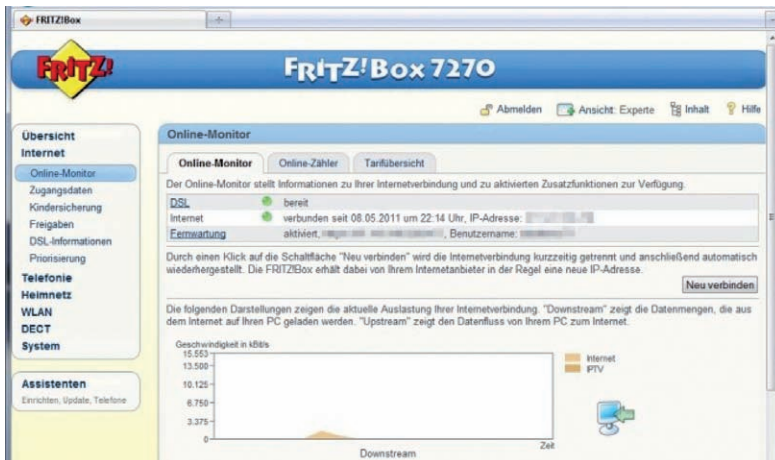 FRITZ!Box
FRITZ!
FRITZ!Box 7270
Abmelden Ansicht: Experte Inhalt Hilfe
Übersicht
Internet
Online-Monitor
Zugangsdaten
Kindersicherung
Freigaben
DSL-Informationen
Priorisierung
Telefonie
Heimnetz
WLAN
DECT
System
Assistenten
Einrichten, Update, Telefone
Online-Monitor
Online-Monitor Online-Zähler Tarifübersicht
Der Online-Monitor stellt Informationen zu Ihrer Internetverbindung und zu aktivierten Zusatzfunktionen zur Verfügung.
DSL bereit
Internet verbunden seit 08.05.2011 um 22:14 Uhr, IP-Adresse:
Fernwartung aktiviert, Benutzername:
Durch einen Klick auf die Schaltfläche "Neu verbinden" wird die Internetverbindung kurzzeitig getrennt und anschließend automatisch
wiederhergestellt. Die FRITZ!Box erhält dabei von Ihrem Internetanbieter in der Regel eine neue IP-Adresse.
Neu verbinden
Die folgenden Darstellungen zeigen die aktuelle Auslastung Ihrer Internetverbindung. "Downstream" zeigt die Datenmengen, die aus
dem Internet auf Ihren PC geladen werden. "Upstream" zeigt den Datenfluss von Ihrem PC zum Internet.
Geschwindigkeit in kBit/s
15.553
13.500
10.125
6.750
3.375
0
Internet
IPTV
Zeit
Downstream